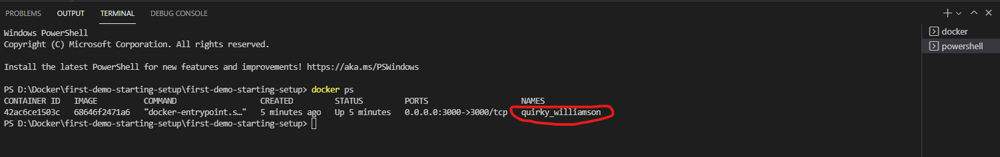 PROBLEMS OUTPUT TERMINAL DEBUG CONSOLE
Windows PowerShell
Copyright (C) Microsoft Corporation. All rights reserved.
Install the latest PowerShell for new features and improvements! https://aka.ms/PSWindows
PS D:\Docker\first-demo-starting-setup\first-demo-starting-setup> docker ps
CONTAINER ID IMAGE COMMAND CREATED STATUS PORTS NAMES
42ac6ce1503c 68646f2471a6 "docker-entrypoint.s…" 5 minutes ago Up 5 minutes 0.0.0.0:3000->3000/tcp quirky_williamson
PS D:\Docker\first-demo-starting-setup\first-demo-starting-setup>
docker
powershell